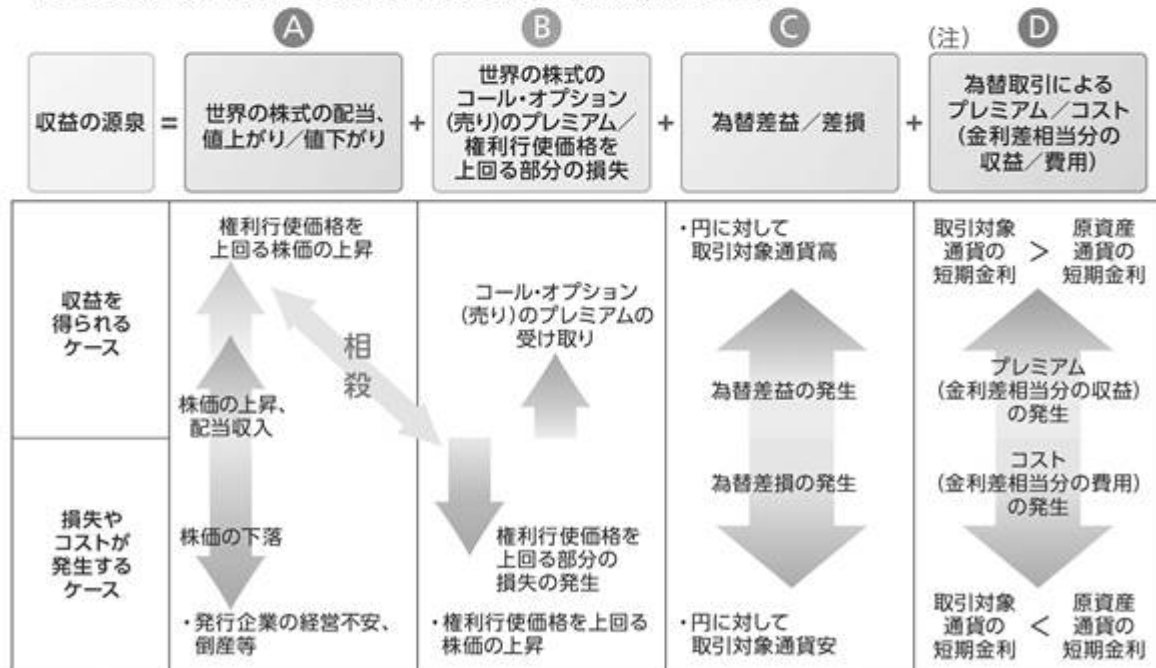 A
B
C
(注) D
収益の源泉
=
世界の株式の配当、
値上がり/値下がり
+
世界の株式の
コール・オプション
(売り)のプレミアム/
権利行使価格を
上回る部分の損失
+
為替差益/差損
+
為替取引による
プレミアム/コスト
(金利差相当分の
収益/費用)
収益を
得られる
ケース
権利行使価格を
上回る株価の上昇
相殺
株価の上昇、
配当収入
コール・オプション
(売り)のプレミアムの
受け取り
・円に対して
取引対象通貨高
為替差益の発生
取引対象
通貨の
短期金利
>
原資産
通貨の
短期金利
プレミアム
(金利差相当分の収益)
の発生
損失や
コストが
発生する
ケース
株価の下落
・発行企業の経営不安、
倒産等
権利行使価格を
上回る部分の
損失の発生
・権利行使価格を上回る
株価の上昇
為替差損の発生
・円に対して
取引対象通貨安
コスト
(金利差相当分の費用)
の発生
取引対象
通貨の
短期金利
<
原資産
通貨の
短期金利